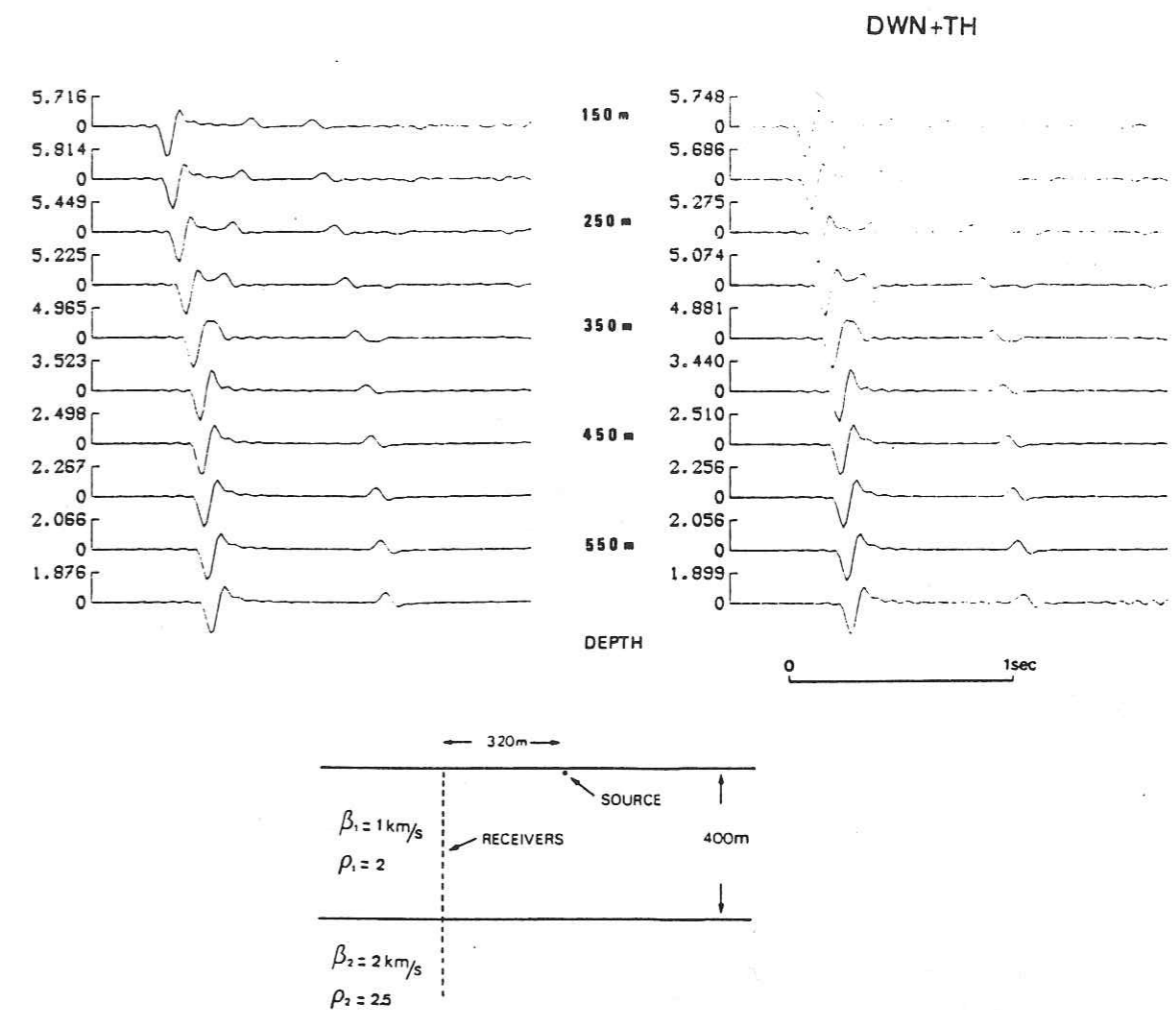 DWN+TH
5.716
0
5.814
0
5.449
0
5.225
0
4.965
0
3.523
0
2.498
0
2.267
0
2.066
0
1.876
0
150 m
250 m
350 m
450 m
550 m
DEPTH
5.748
0
5.686
0
5.275
0
5.074
0
4.881
0
3.440
0
2.510
0
2.256
0
2.056
0
1.899
0
0 1sec
320m
SOURCE
β₁ = 1 km/s
RECEIVERS
400m
ρ₁ = 2
β₂ = 2 km/s
ρ₂ = 2.5